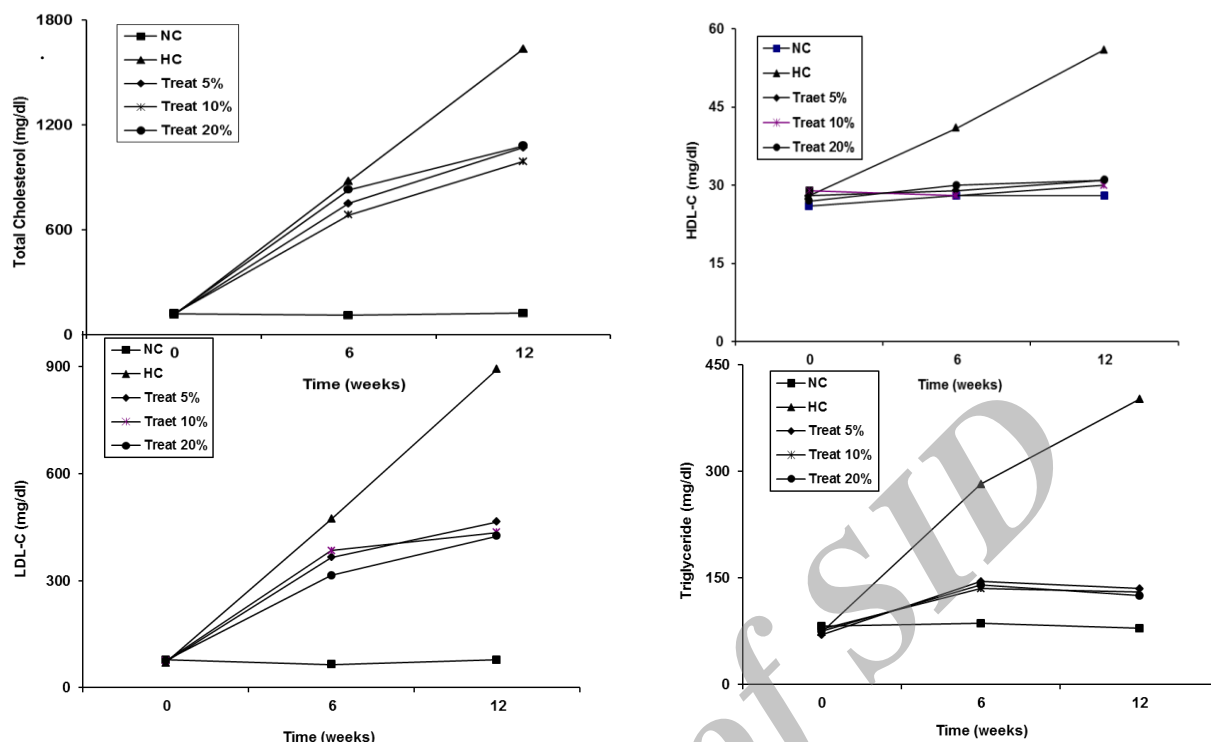 1800
1200
600
0
Total Cholesterol (mg/dl)
NC
HC
Treat 5%
Treat 10%
Treat 20%
0
6
12
Time (weeks)
60
45
30
15
0
HDL-C (mg/dl)
NC
HC
Traet 5%
Treat 10%
Treat 20%
0
6
12
Time (weeks)
900
600
300
0
LDL-C (mg/dl)
NC
HC
Treat 5%
Traet 10%
Treat 20%
0
6
12
Time (weeks)
450
300
150
0
Triglyceride (mg/dl)
NC
HC
Treat 5%
Treat 10%
Treat 20%
0
6
12
Time (weeks)
of SID